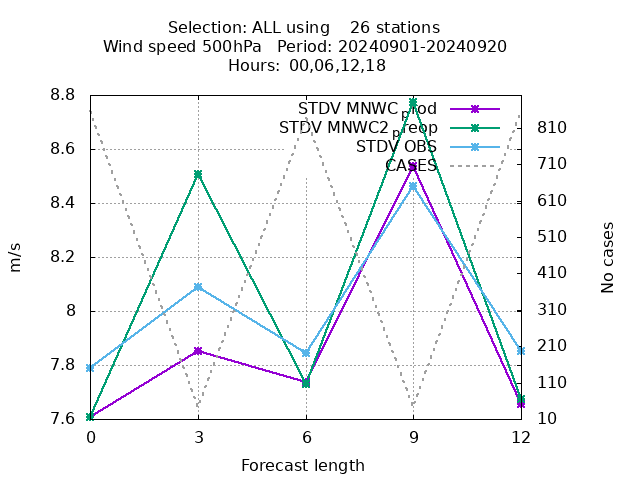 Selection: ALL using    26 stations
Wind speed 500hPa   Period: 20240901-20240920
Hours:  00,06,12,18
STDV MNWCprod
STDV MNWC2preop
STDV OBS
CASES
8.8
8.6
8.4
8.2
8
7.8
7.6
m/s
810
710
610
510
410
310
210
110
10
No cases
0
3
6
9
12
Forecast length